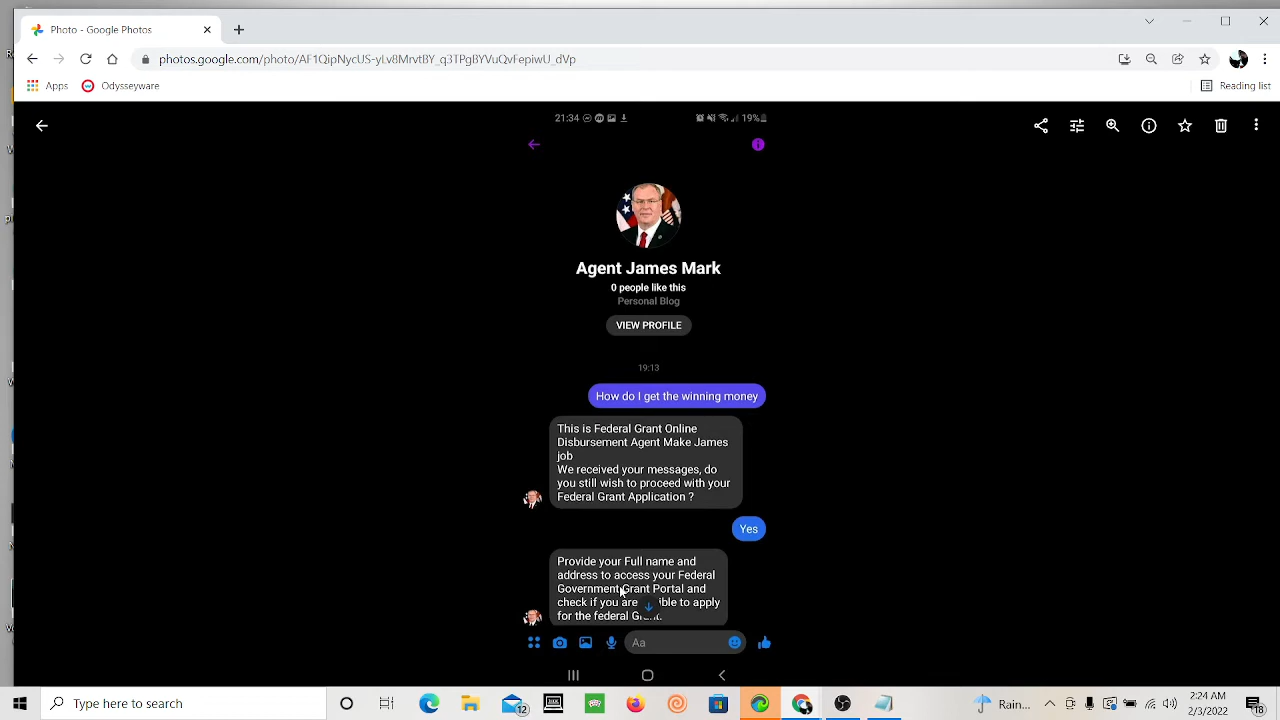 Photo - Google Photos
photos.google.com/photo/AF1QipNycUS-yLv8MrvtBY_q3TPgBYVuQvFepaicU_dVp
Apps
Odysseyware
Reading list
21:34
19%
Agent James Mark
0 people like this
Personal Blog
VIEW PROFILE
19:13
How do I get the winning money
This is Federal Grant Online
Disbursement Agent Make James
job
We received your messages, do
you still wish to proceed with your
Federal Grant Application ?
Yes
Provide your Full name and
address to access your Federal
Government Grant Portal and
check if you are
to apply
for the federal
Aa
Type here to search
12
Rain...
2:24 AM
2/3/2022
18